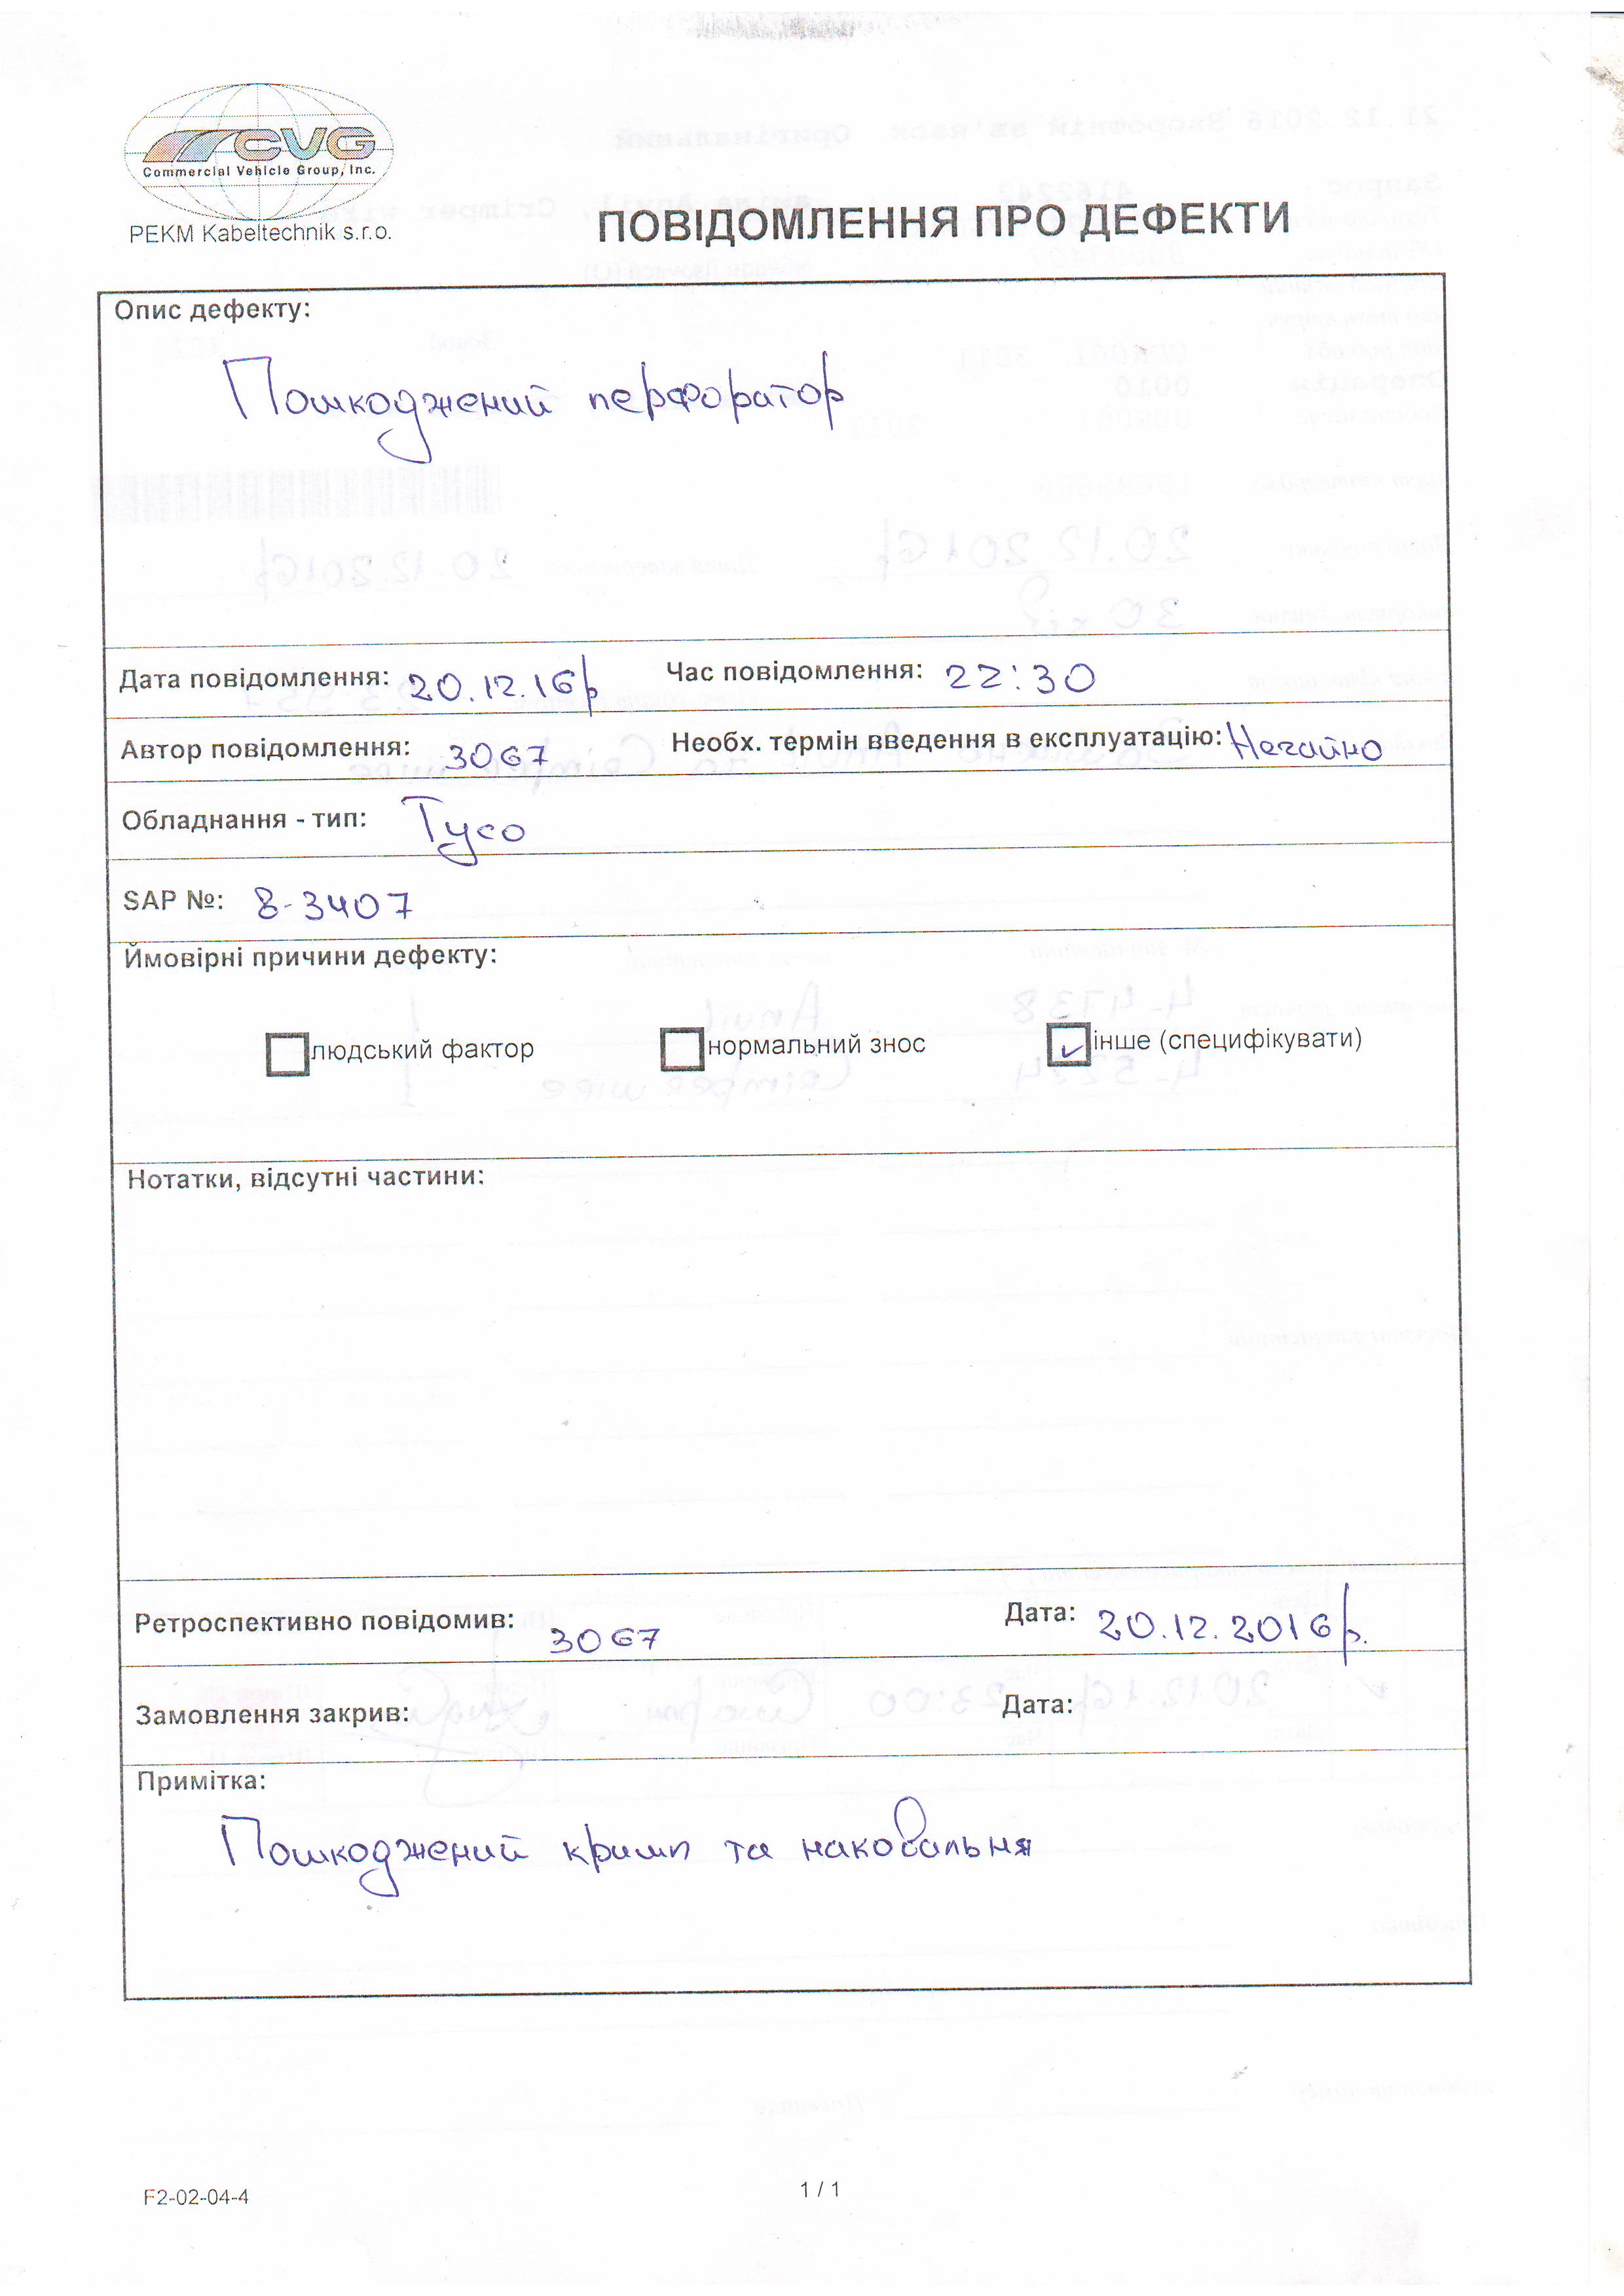 CVG
Commercial Vehicle Group, Inc.
PEKM Kabeltechnik s.r.o.
ПОВІДОМЛЕННЯ ПРО ДЕФЕКТИ
Опис дефекту:
Пошкоджений перфоратор
Дата повідомлення: 20.12.16р Час повідомлення: 22:30
Автор повідомлення: 3067 Необх. термін введення в експлуатацію: Негайно
Обладнання - тип: Tyco
SAP №: 8-3407
Ймовірні причини дефекту:
людський фактор нормальний знос інше (специфікувати)
Нотатки, відсутні частини:
Ретроспективно повідомив: 3067 Дата: 20.12.2016р.
Замовлення закрив: Дата:
Примітка:
Пошкоджений кримп та наковальня
F2-02-04-4 1 / 1